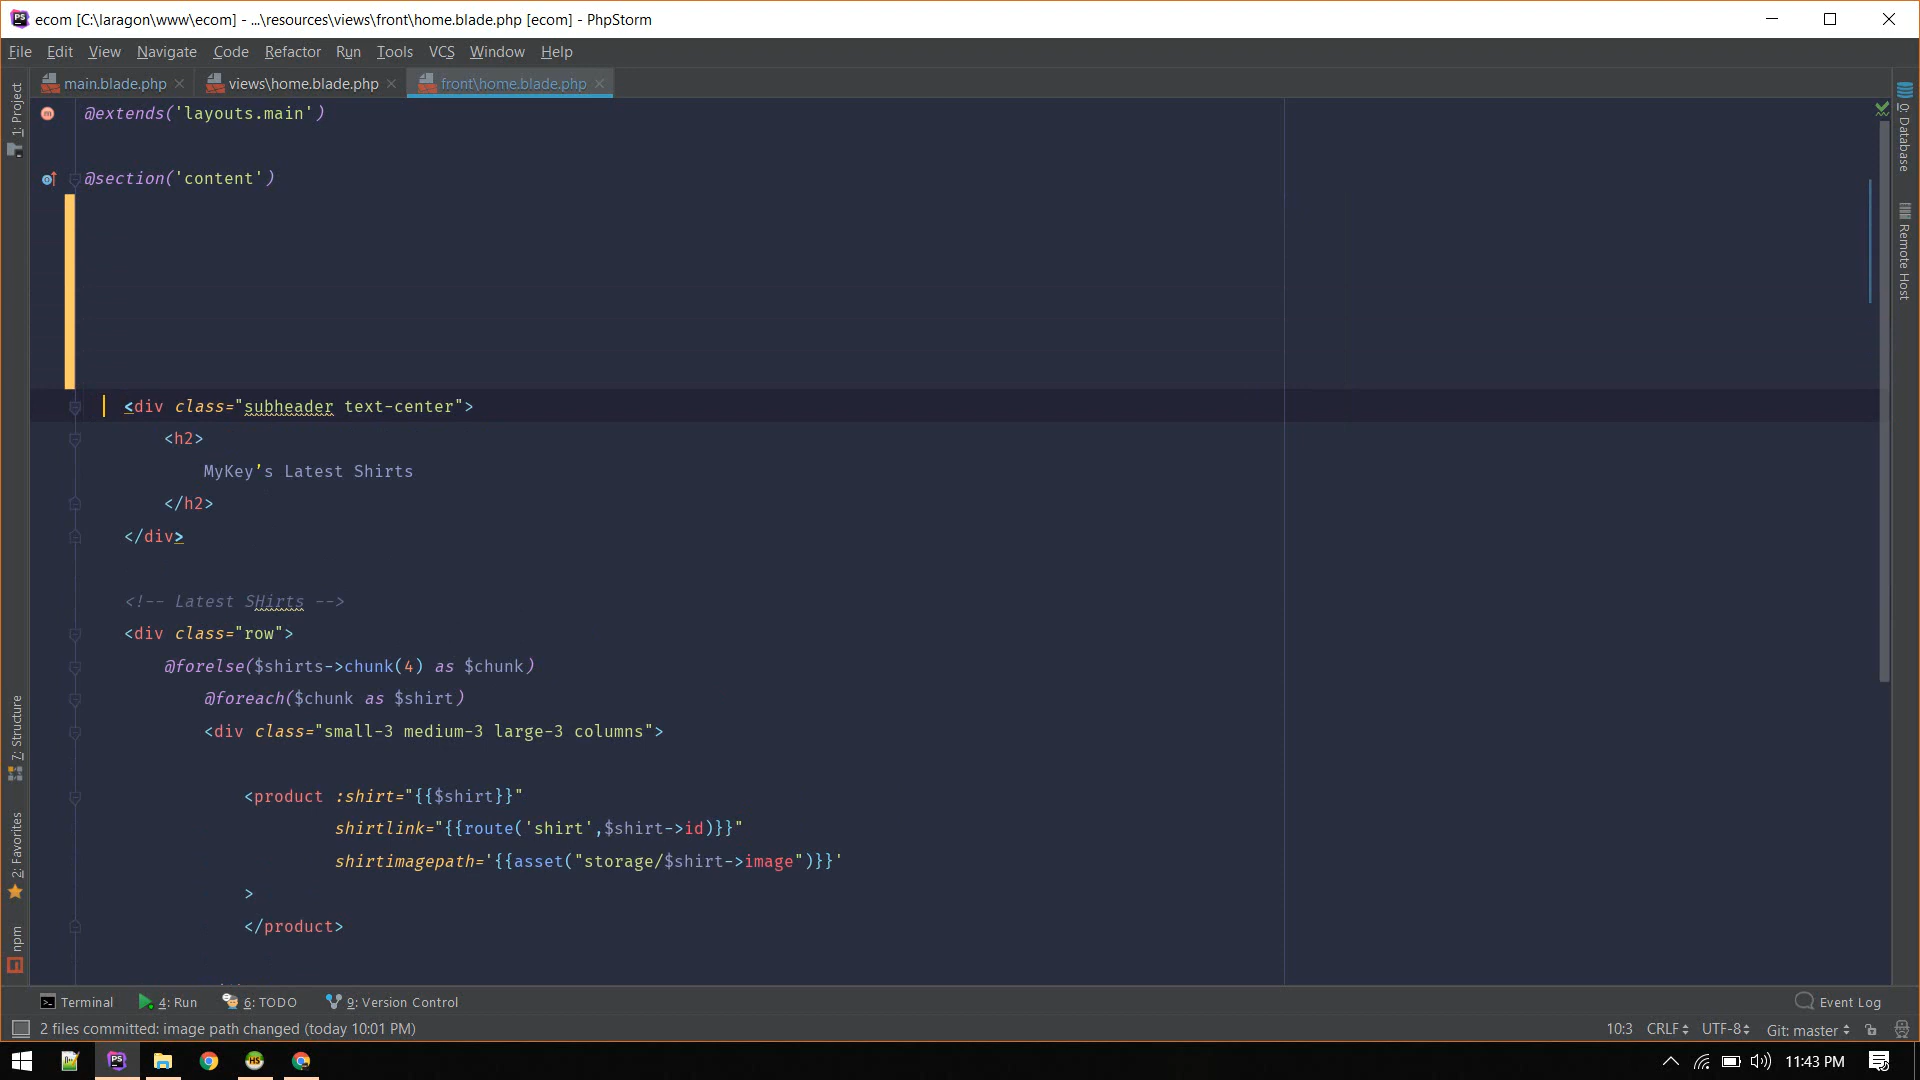 ecom [C:\laragon\www\ecom] - ...\resources\views\front\home.blade.php [ecom] - PhpStorm
File Edit View Navigate Code Refactor Run Tools VCS Window Help
main.blade.php views\home.blade.php front\home.blade.php
1: Project
7: Structure
2: Favorites
npm
0: Database
Remote Host
@extends('layouts.main')
@section('content')
<div class="subheader text-center">
<h2>
MyKey's Latest Shirts
</h2>
</div>
<!-- Latest SHirts -->
<div class="row">
@forelse($shirts->chunk(4) as $chunk)
@foreach($chunk as $shirt)
<div class="small-3 medium-3 large-3 columns">
<product :shirt="{{$shirt}}"
shirtlink="{{route('shirt',$shirt->id)}}"
shirtimagepath='{{asset("storage/$shirt->image")}}'
>
</product>
Terminal 4: Run 6: TODO 9: Version Control Event Log
2 files committed: image path changed (today 10:01 PM) 10:3 CRLF UTF-8 Git: master
11:43 PM